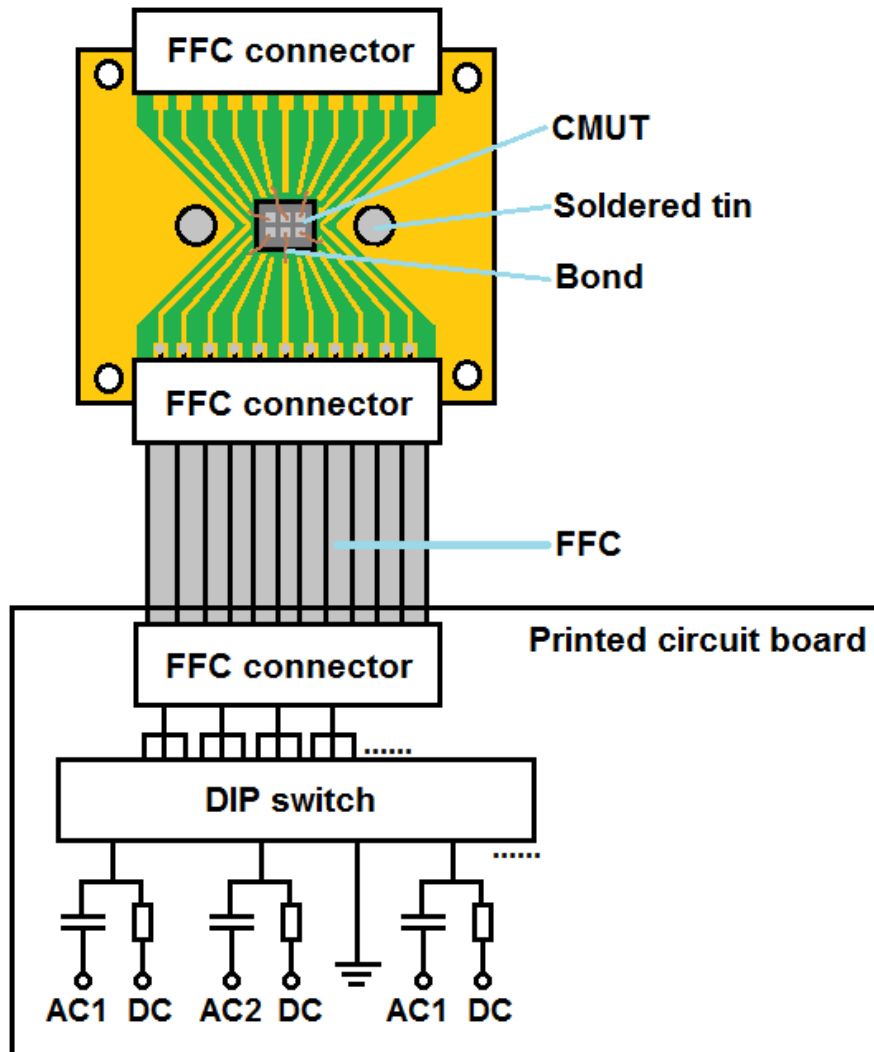 FFC connector
CMUT
Soldered tin
Bond
FFC connector
FFC
Printed circuit board
FFC connector
......
DIP switch
......
AC1 DC AC2 DC AC1 DC